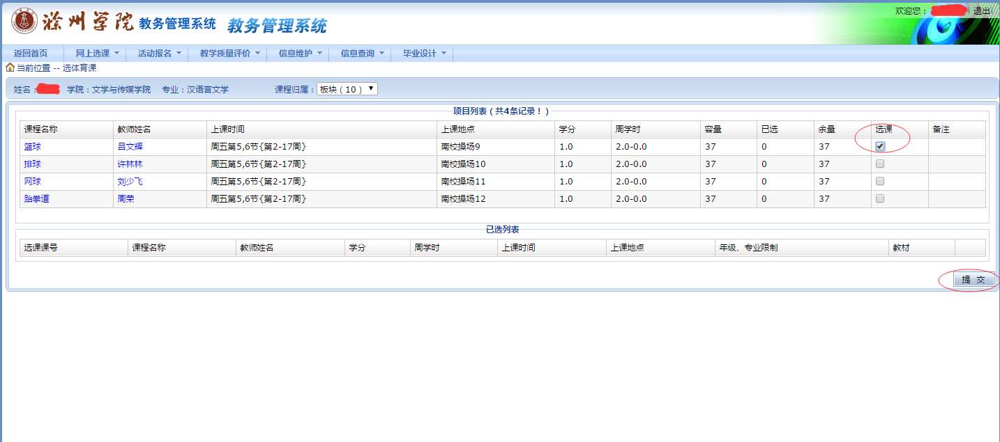 欢迎您： 退出
滁州学院 教务管理系统 教务管理系统
返回首页 网上选课 活动报名 教学质量评价 信息维护 信息查询 毕业设计
当前位置 -- 选体育课
姓名： 学院：文学与传媒学院 专业：汉语言文学 课程归属：板块（10）
项目列表（共4条记录！）
课程名称 教师姓名 上课时间 上课地点 学分 周学时 容量 已选 余量 选课 备注
篮球 吕文辉 周五第5,6节{第2-17周} 南校操场9 1.0 2.0-0.0 37 0 37
排球 许林林 周五第5,6节{第2-17周} 南校操场10 1.0 2.0-0.0 37 0 37
网球 刘少飞 周五第5,6节{第2-17周} 南校操场11 1.0 2.0-0.0 37 0 37
跆拳道 周荣 周五第5,6节{第2-17周} 南校操场12 1.0 2.0-0.0 37 0 37
已选列表
选课课号 课程名称 教师姓名 学分 周学时 上课时间 上课地点 年级、专业限制 教材
提 交